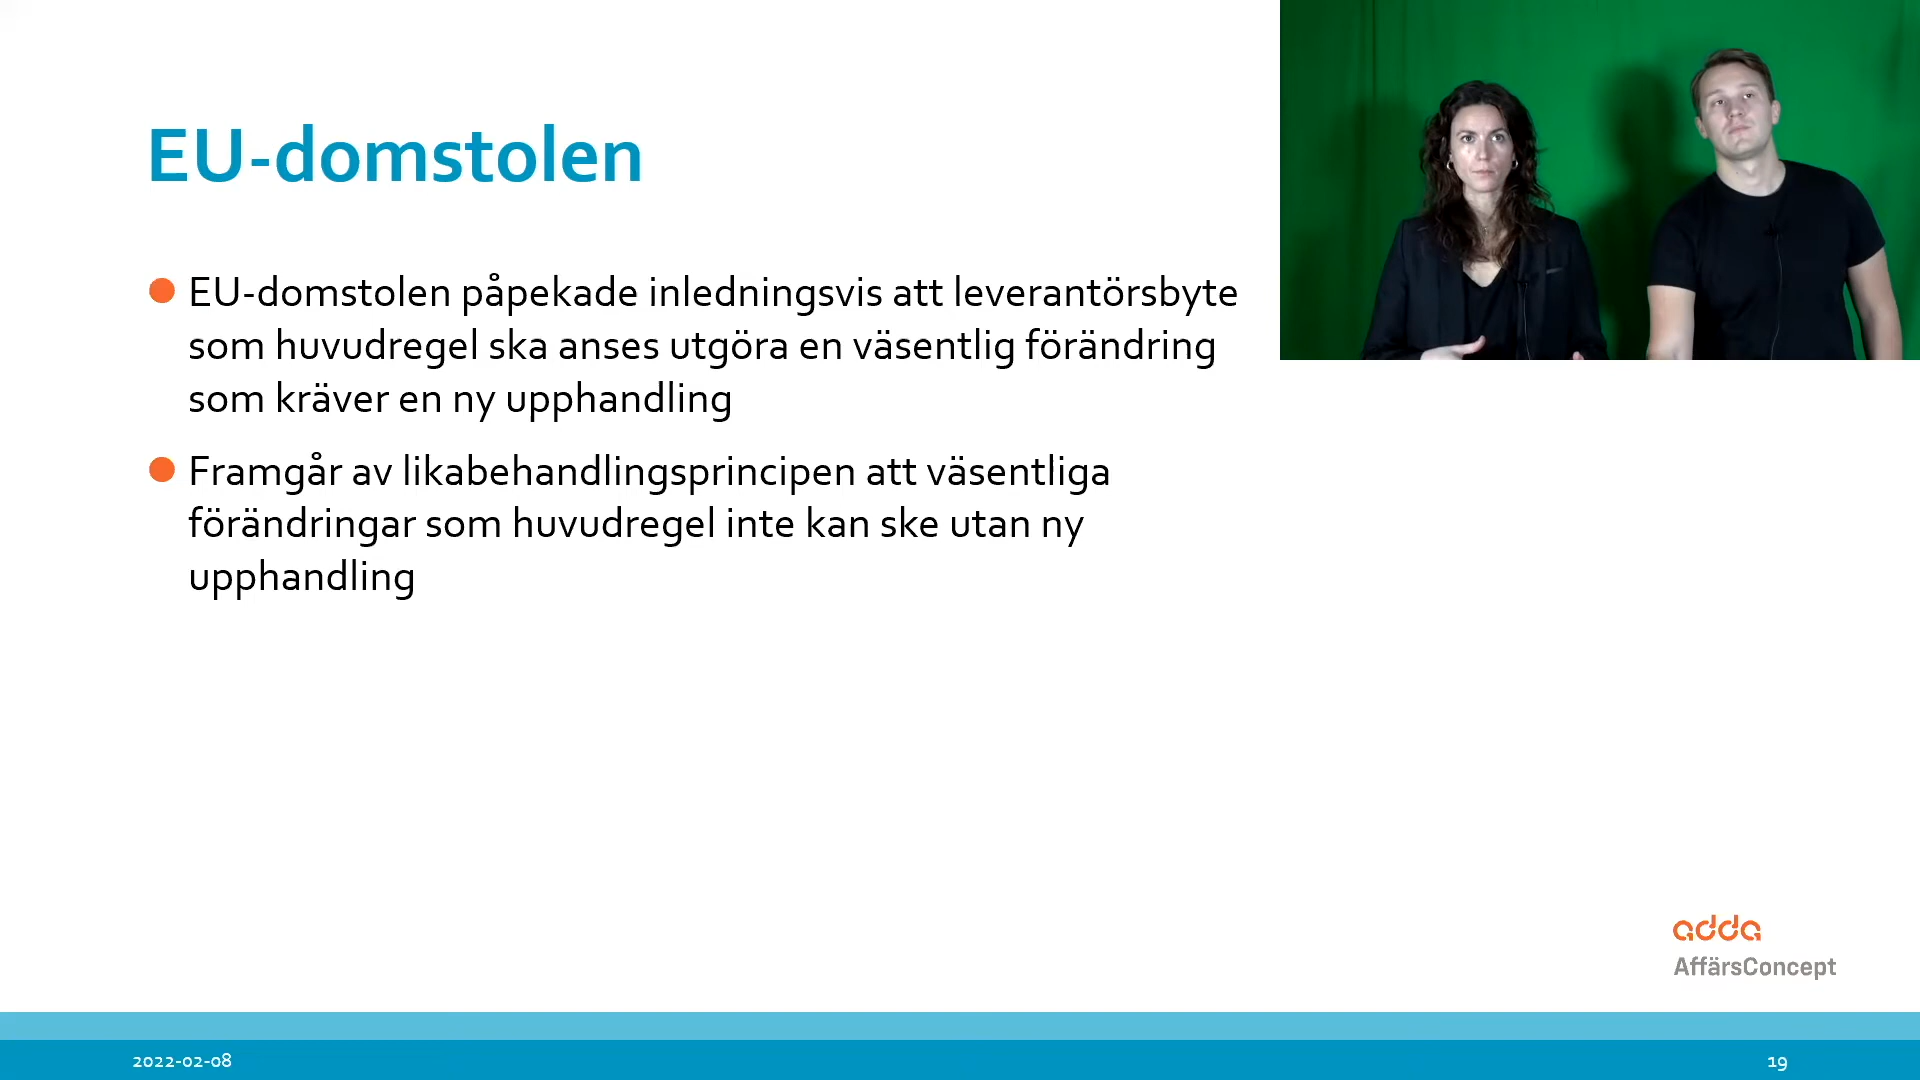 EU-domstolen
EU-domstolen påpekade inledningsvis att leverantörsbyte
som huvudregel ska anses utgöra en väsentlig förändring
som kräver en ny upphandling
Framgår av likabehandlingsprincipen att väsentliga
förändringar som huvudregel inte kan ske utan ny
upphandling
adda
AffärsConcept
2022-02-08
19